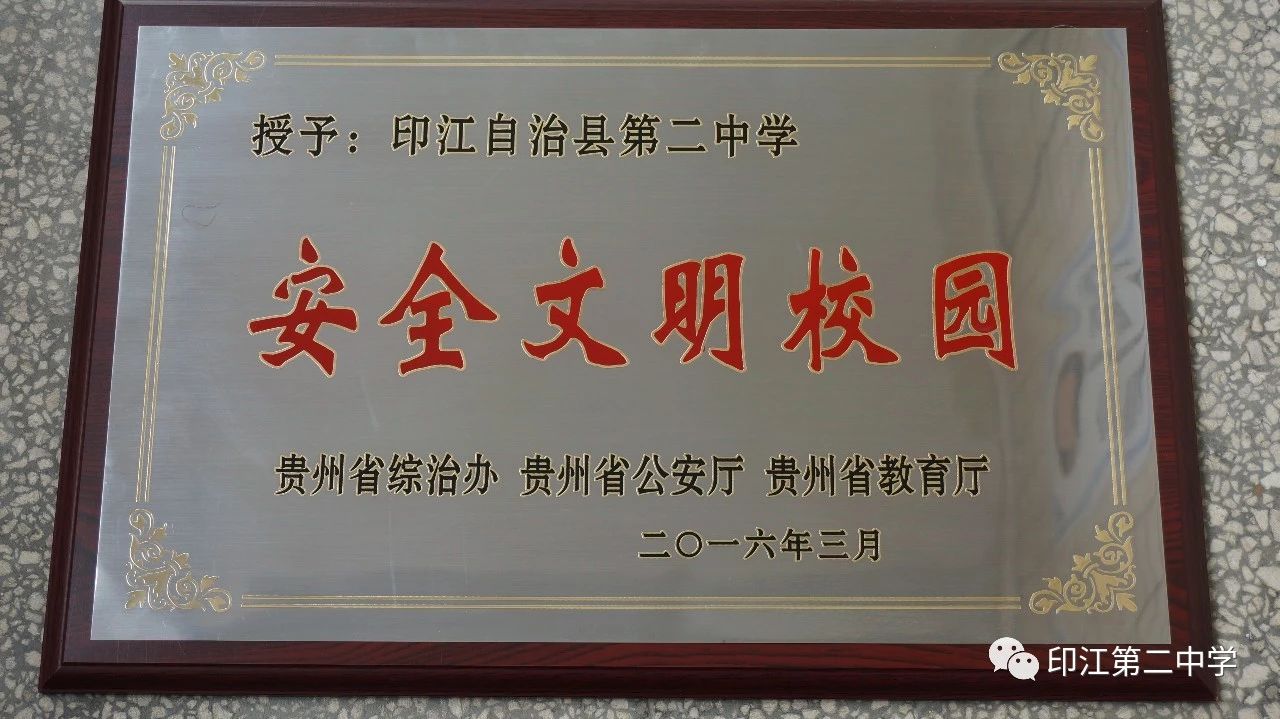 授予：印江自治县第二中学
安全文明校园
贵州省综治办 贵州省公安厅 贵州省教育厅
二〇一六年三月
印江第二中学